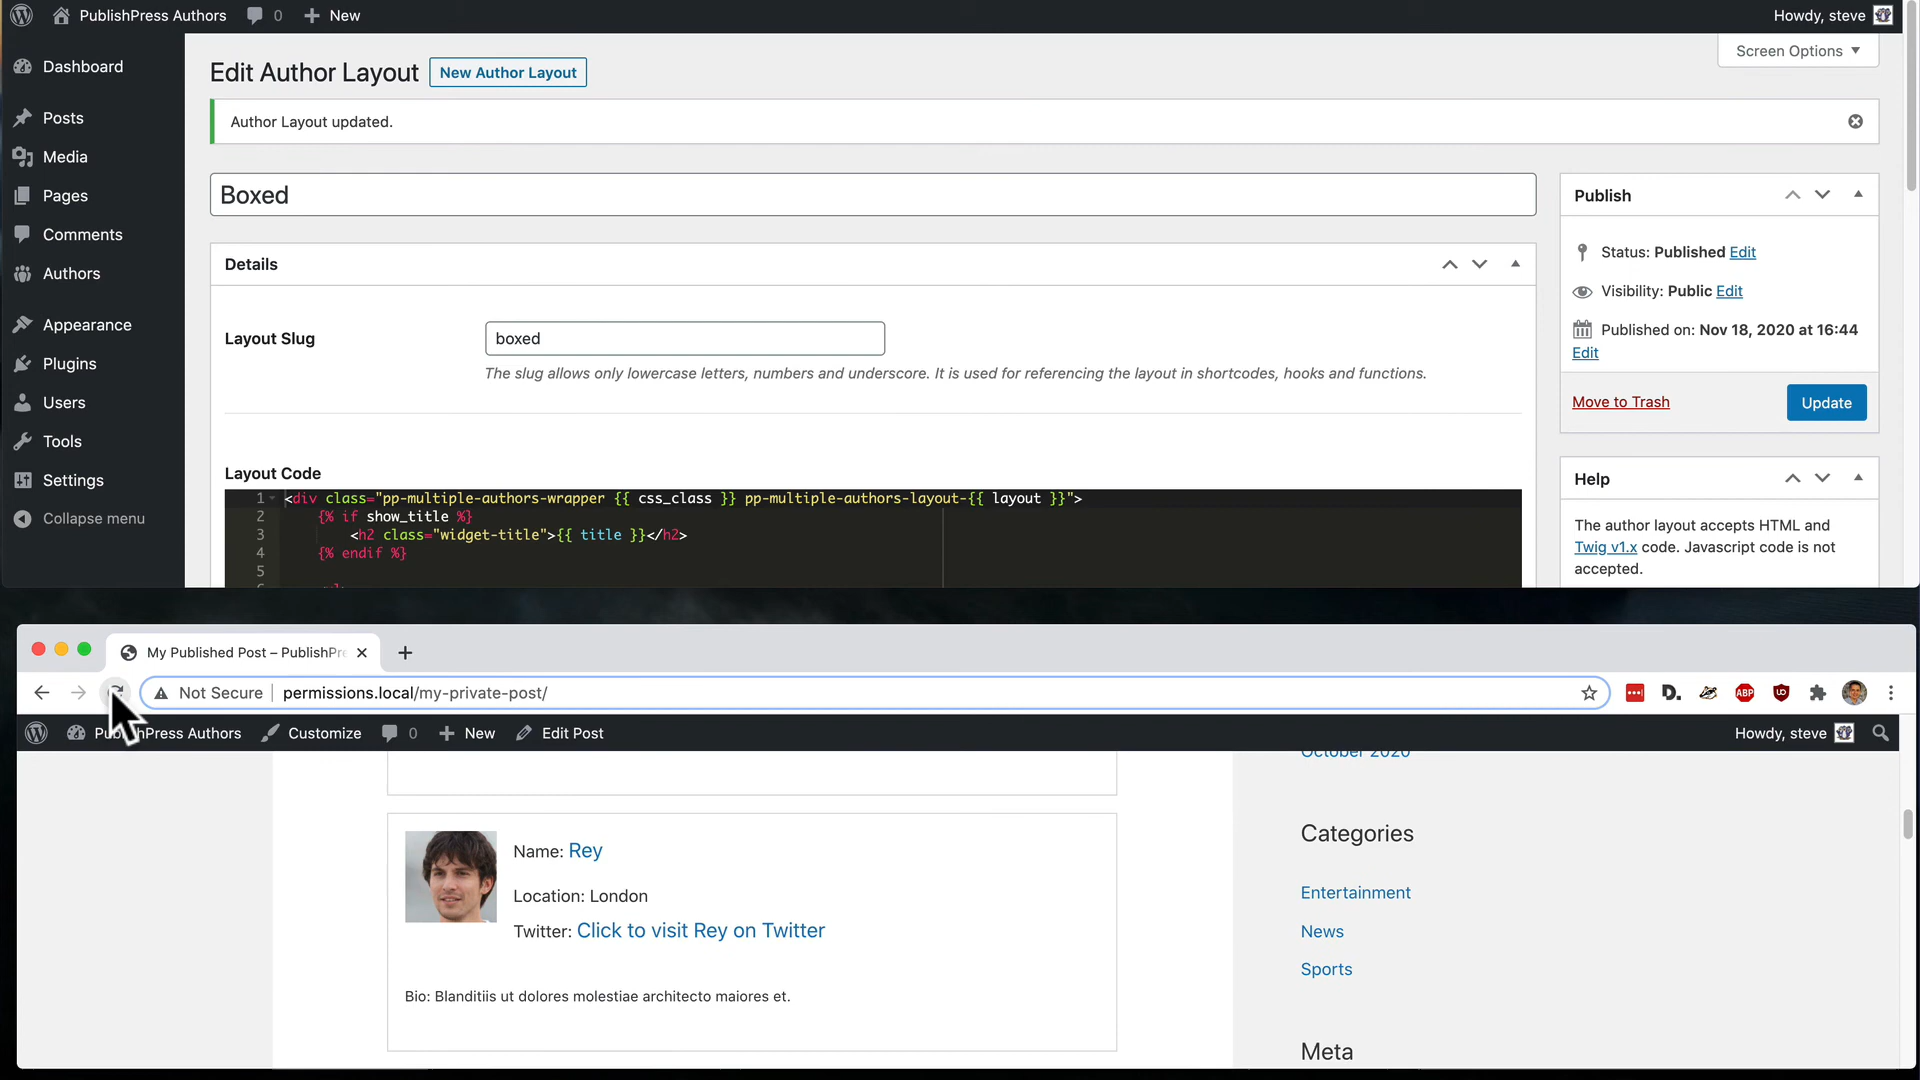 PublishPress Authors 0 New Howdy, steve
Screen Options
Dashboard
Posts
Media
Pages
Comments
Authors
Appearance
Plugins
Users
Tools
Settings
Collapse menu
Edit Author Layout New Author Layout
Author Layout updated.
Boxed
Details
Layout Slug boxed
The slug allows only lowercase letters, numbers and underscore. It is used for referencing the layout in shortcodes, hooks and functions.
Layout Code
1 <div class="pp-multiple-authors-wrapper {{ css_class }} pp-multiple-authors-layout-{{ layout }}">
2 {% if show_title %}
3 <h2 class="widget-title">{{ title }}</h2>
4 {% endif %}
5
Publish
Status: Published Edit
Visibility: Public Edit
Published on: Nov 18, 2020 at 16:44
Edit
Move to Trash Update
Help
The author layout accepts HTML and
Twig v1.x code. Javascript code is not
accepted.
My Published Post – PublishPre
Not Secure permissions.local/my-private-post/
D. ABP
PublishPress Authors Customize 0 New Edit Post Howdy, steve
October 2020
Name: Rey
Location: London
Twitter: Click to visit Rey on Twitter
Bio: Blanditiis ut dolores molestiae architecto maiores et.
Categories
Entertainment
News
Sports
Meta